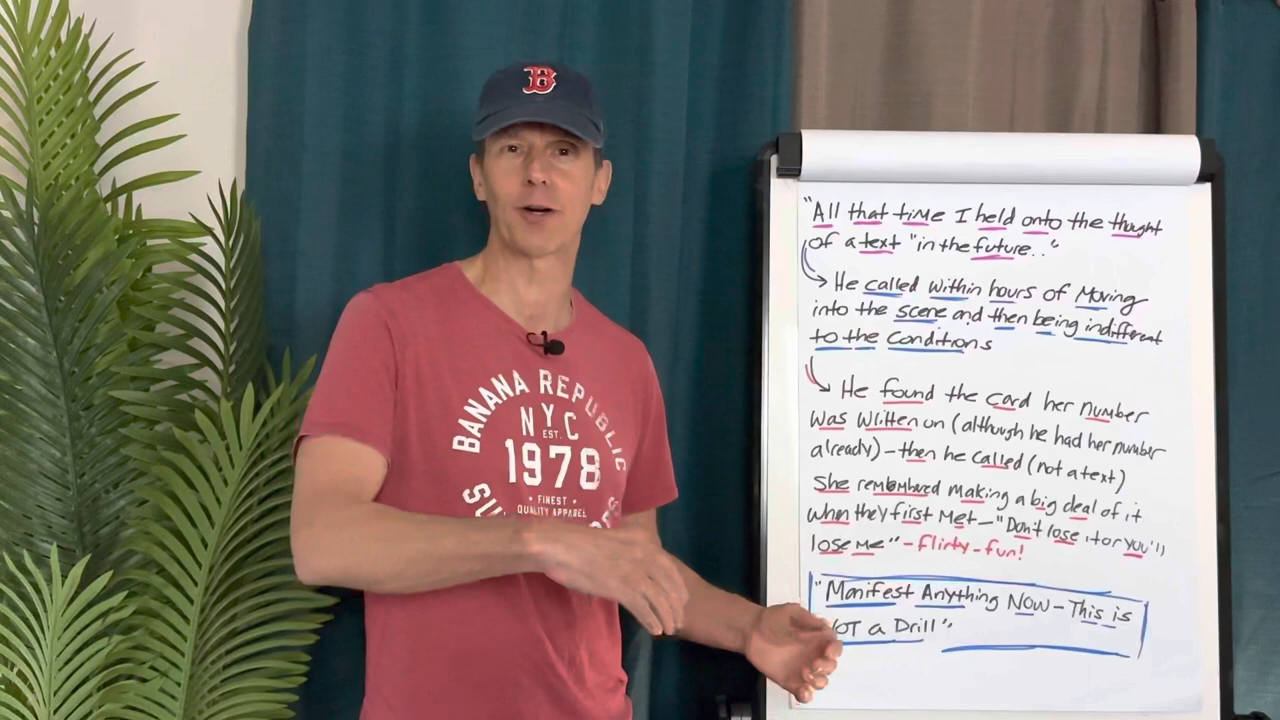 B
BANANA REPUBLIC
NYC
EST.
1978
• FINEST •
QUALITY APPAREL
"All that time I held onto the thought
of a text "in the future.."
He called within hours of Moving
into the scene and then being indifferent
to the conditions
He found the card her number
was written on (although he had her number
already) - then he called (not a text)
She remembered making a big deal of it
when they first met - "Don't lose it or you'll
lose me" - flirty - fun!
"Manifest Anything NOW - This is
NOT a Drill"